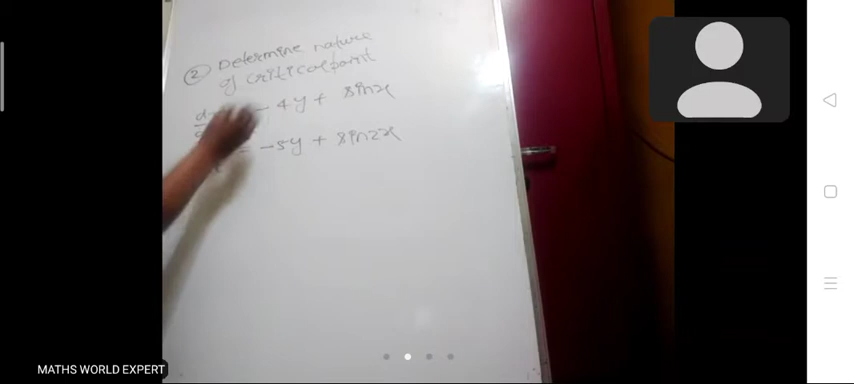 ② Determine nature
of critical point
- 4y + sinx
= -5y + sin2x
MATHS WORLD EXPERT